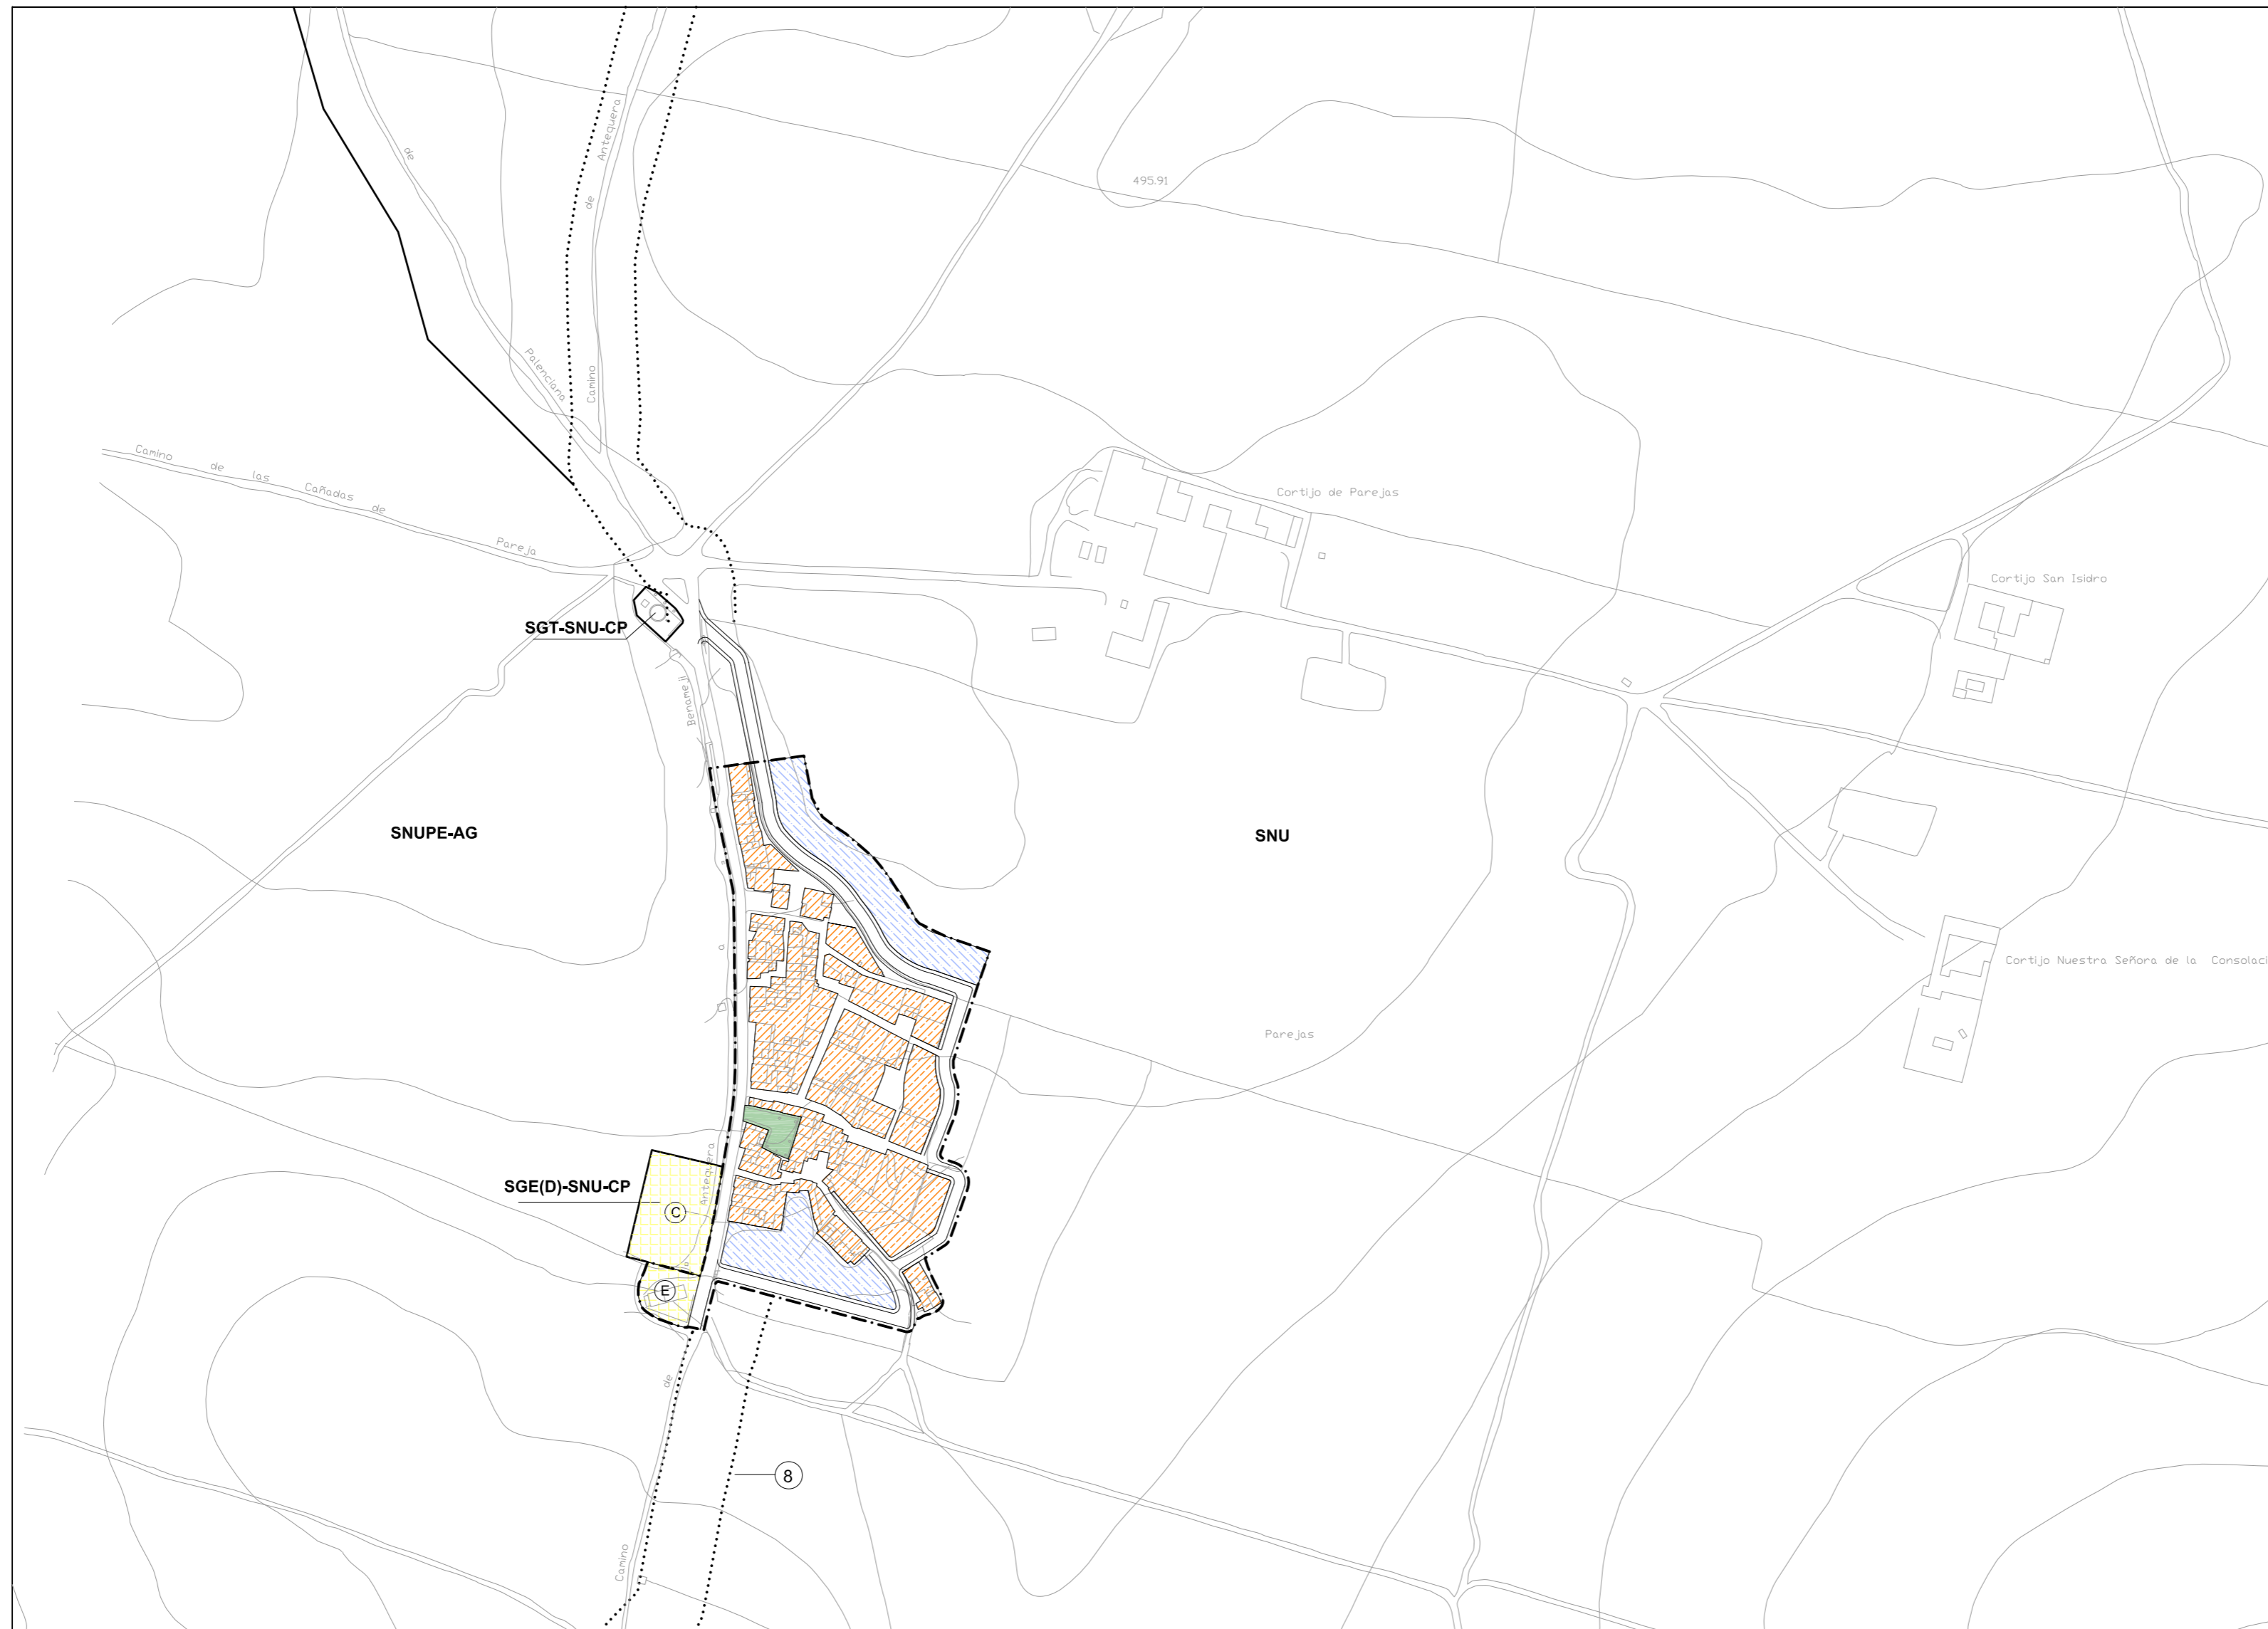 de
Antequera
de
495.91
Palenciana
Camino
Camino de las Cañadas de Pareja
Cortijo de Parejas
Cortijo San Isidro
SGT-SNU-CP
Benamejí
SNUPE-AG
SNU
a
a
Cortijo Nuestra Señora de la Consolaci
Parejas
Antequera
SGE(D)-SNU-CP
C
E
de
8
Camino